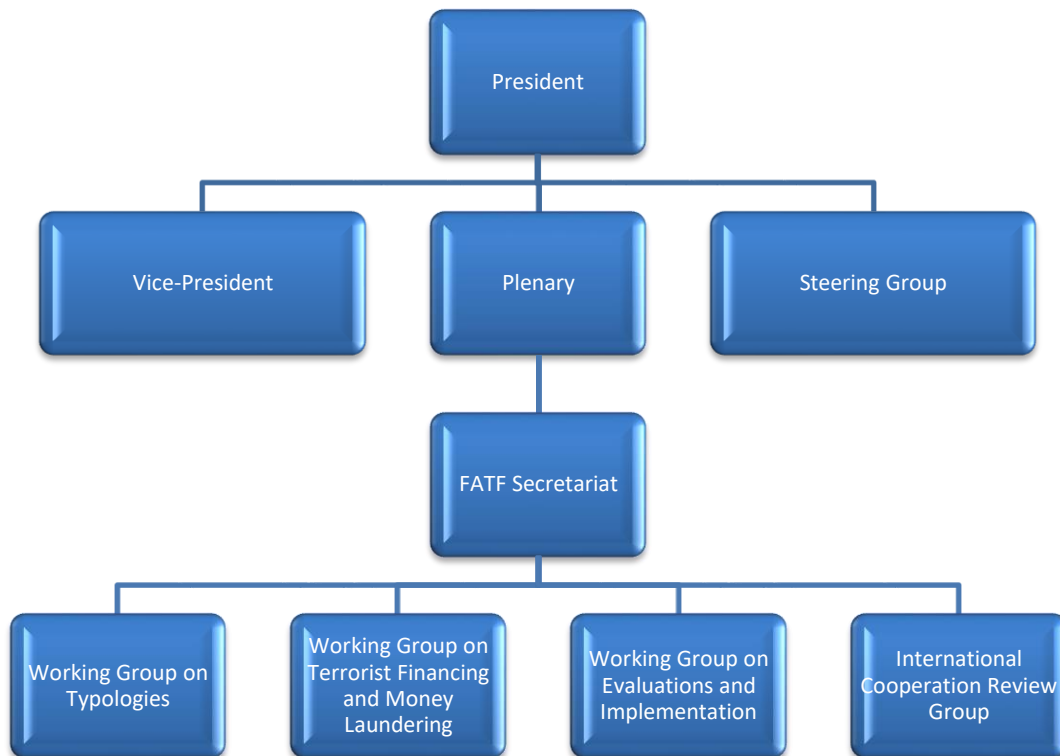 President
Vice-President
Plenary
Steering Group
FATF Secretariat
Working Group on
Typologies
Working Group on
Terrorist Financing
and Money
Laundering
Working Group on
Evaluations and
Implementation
International
Cooperation Review
Group